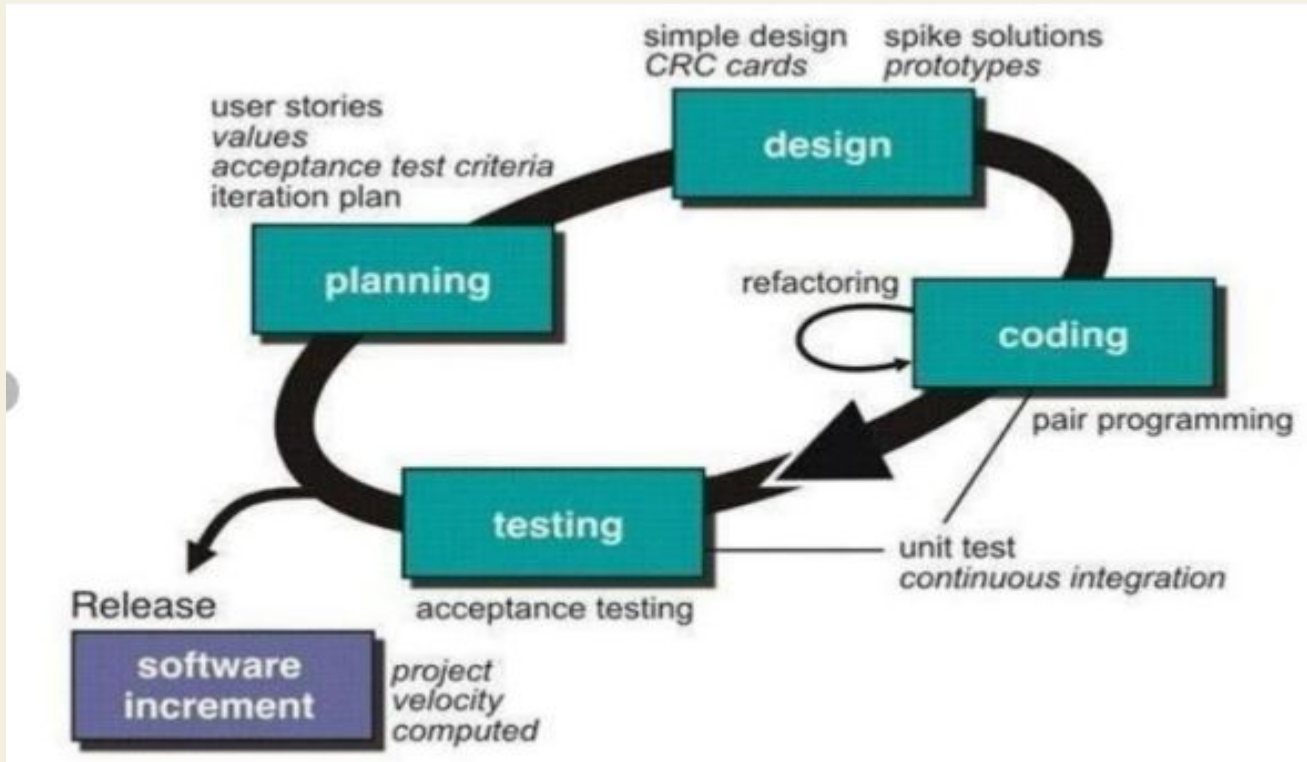 simple design
CRC cards
spike solutions
prototypes
design
user stories
values
acceptance test criteria
iteration plan
planning
refactoring
coding
pair programming
testing
unit test
continuous integration
acceptance testing
Release
software
increment
project
velocity
computed